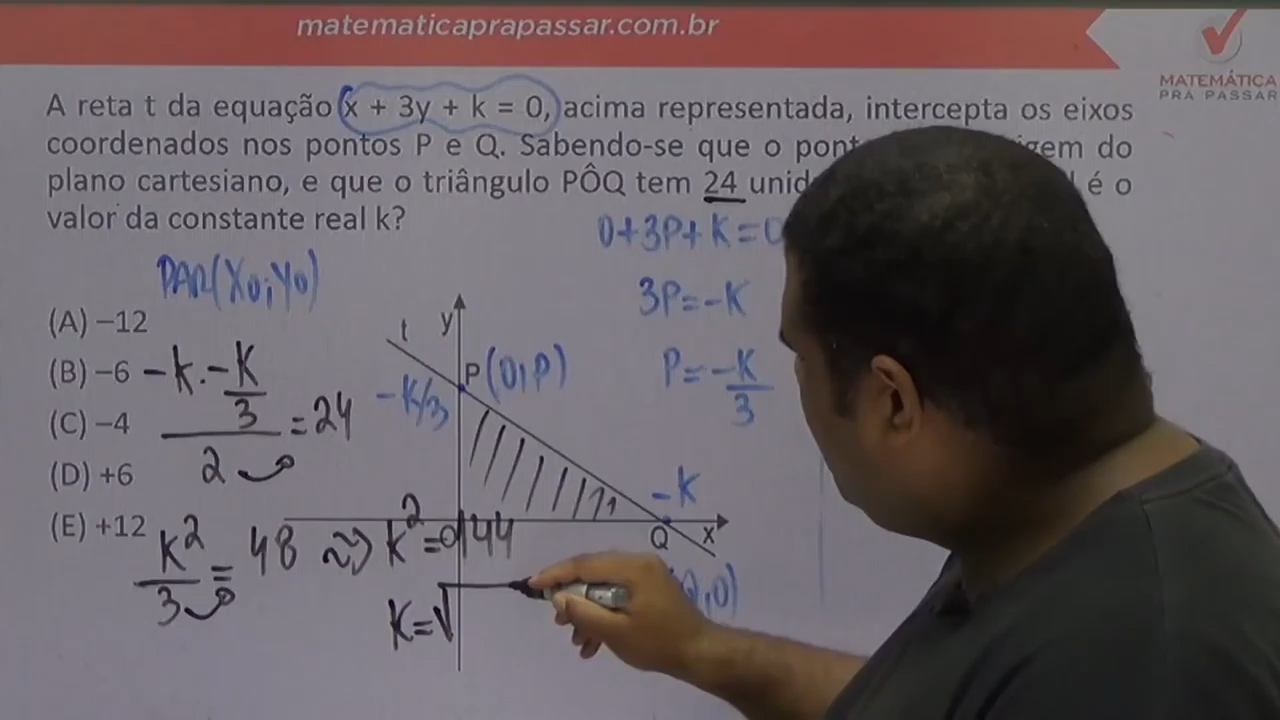 matematicaprapassar.com.br
MATEMÁTICA
PRA PASSAR
A reta t da equação x + 3y + k = 0, acima representada, intercepta os eixos
coordenados nos pontos P e Q. Sabendo-se que o do
plano cartesiano, e que o triângulo PÔQ tem 24 é o
valor da constante real k?
0+3P+K=0
PAR(X0;Y0)
3P=-K
(A) −12
y
t
P(0,P)
P=-K/3
(B) −6
-k.-K/3
-K/3
(C) −4
=24
2
(D) +6
-K
(E) +12
x
Q
K²/3=48
K²=144
,0)
K=√